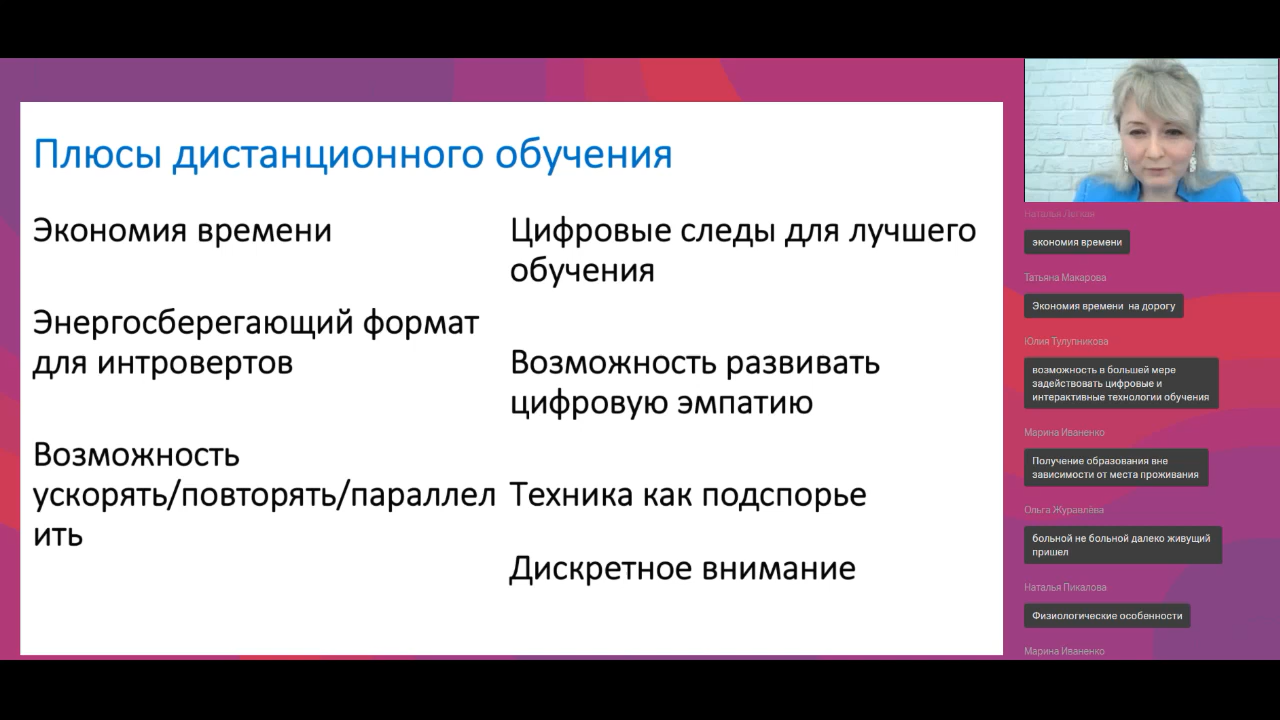 Плюсы дистанционного обучения
Экономия времени
Энергосберегающий формат
для интровертов
Возможность
ускорять/повторять/параллел
ить
Цифровые следы для лучшего
обучения
Возможность развивать
цифровую эмпатию
Техника как подспорье
Дискретное внимание
Наталья Легкая
экономия времени
Татьяна Макарова
Экономия времени на дорогу
Юлия Тулупникова
возможность в большей мере
задействовать цифровые и
интерактивные технологии обучения
Марина Иваненко
Получение образования вне
зависимости от места проживания
Ольга Журавлёва
больной не больной далеко живущий
пришел
Наталья Пикалова
Физиологические особенности
Марина Иваненко